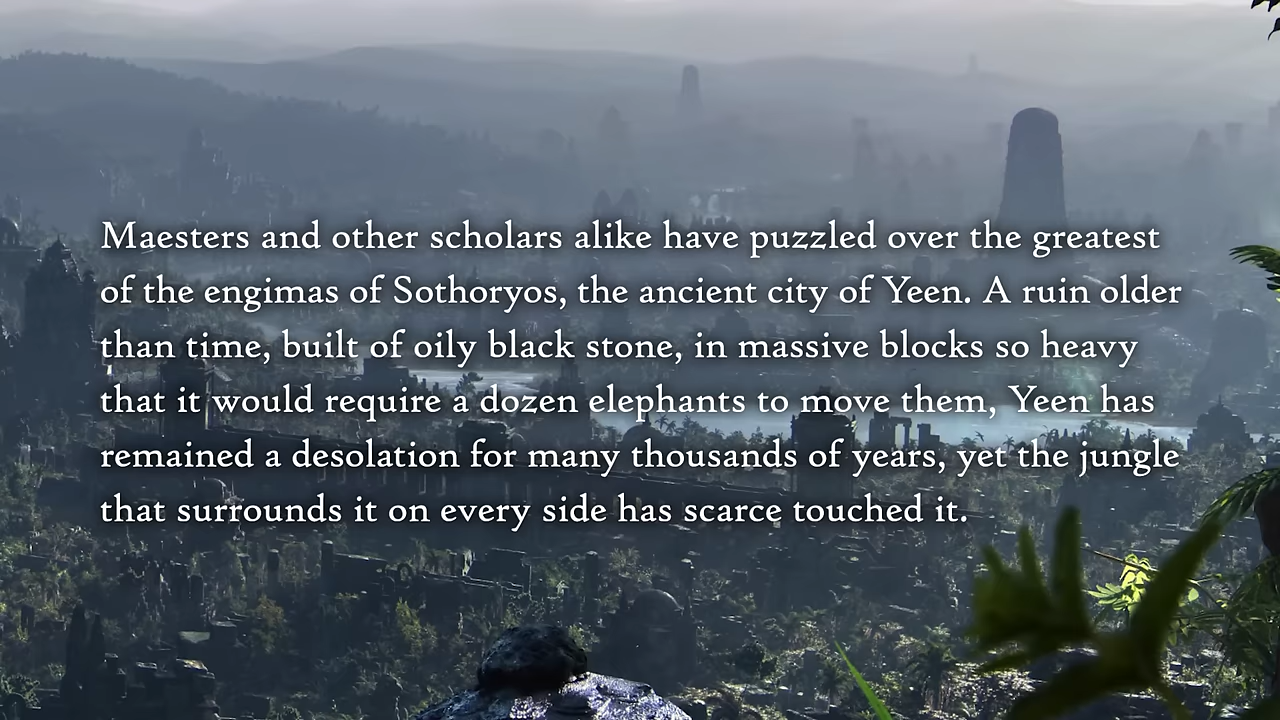 Maesters and other scholars alike have puzzled over the greatest
of the engimas of Sothoryos, the ancient city of Yeen. A ruin older
than time, built of oily black stone, in massive blocks so heavy
that it would require a dozen elephants to move them, Yeen has
remained a desolation for many thousands of years, yet the jungle
that surrounds it on every side has scarce touched it.